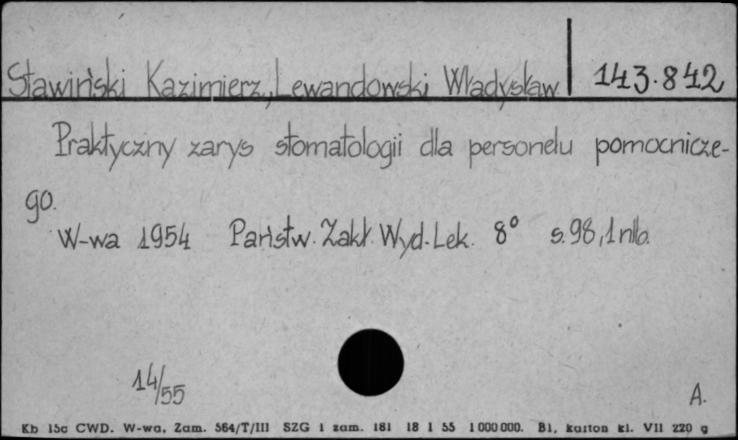 Stawiński Kazimierz, Lewandowski Władysław 143.842
Praktyczny zarys stomatologii dla personelu pomocnicze-
go.
W-wa 1954 Państw. Zakł. Wyd. Lek. 8° s. 98, 1 nlb.
14/55
A.
Kb 15c CWD. W-wa, Zam. 564/T/III SZG 1 zam. 181 18 1 55 1 000 000. B1, karton kl. VII 220 g